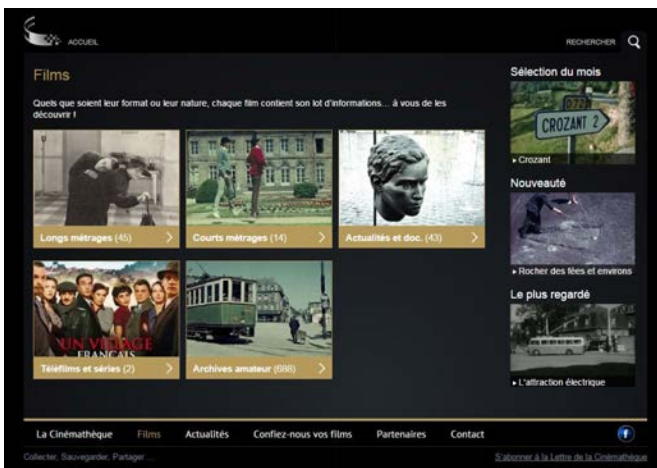 ACCUEIL
RECHERCHER
Films
Quels que soient leur format ou leur nature, chaque film contient son lot d'informations... à vous de les
découvrir !
Longs métrages (45)
Courts métrages (14)
Actualités et doc. (43)
UN VILLAGE
FRANÇAIS
Téléfilms et séries (2)
Archives amateur (688)
Sélection du mois
D72
CROZANT 2
Crozant
Nouveauté
Rocher des fées et environs
Le plus regardé
L'attraction électrique
La Cinémathèque
Films
Actualités
Confiez-nous vos films
Partenaires
Contact
f
Collecter, Sauvegarder, Partager ...
S'abonner à la Lettre de la Cinémathèque